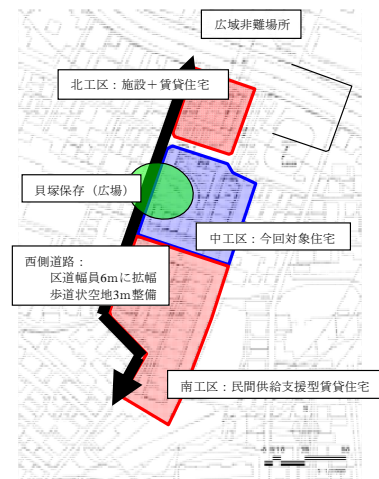 広域非難場所
北工区：施設＋賃貸住宅
貝塚保存（広場）
中工区：今回対象住宅
西側道路：
区道幅員6mに拡幅
歩道状空地3m整備
南工区：民間供給支援型賃貸住宅